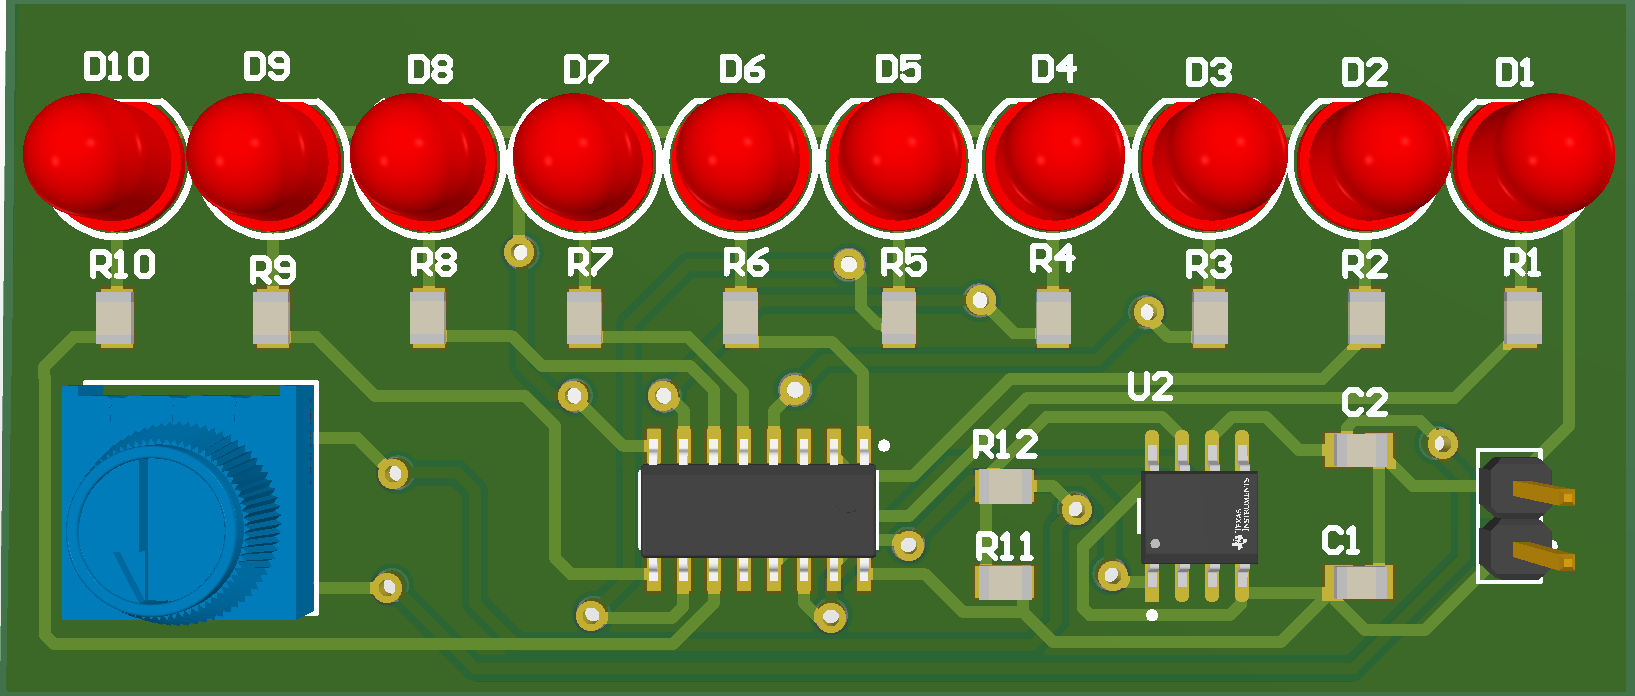 D10 D9 D8 D7 D6 D5 D4 D3 D2 D1
R10 R9 R8 R7 R6 R5 R4 R3 R2 R1
U2 C2
R12
TEXAS
INSTRUMENTS
R11 C1